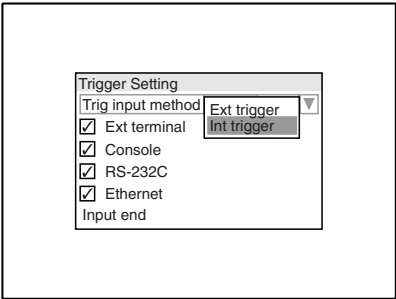 Trigger Setting
Trig input method
Ext trigger
Int trigger
Ext terminal
Console
RS-232C
Ethernet
Input end